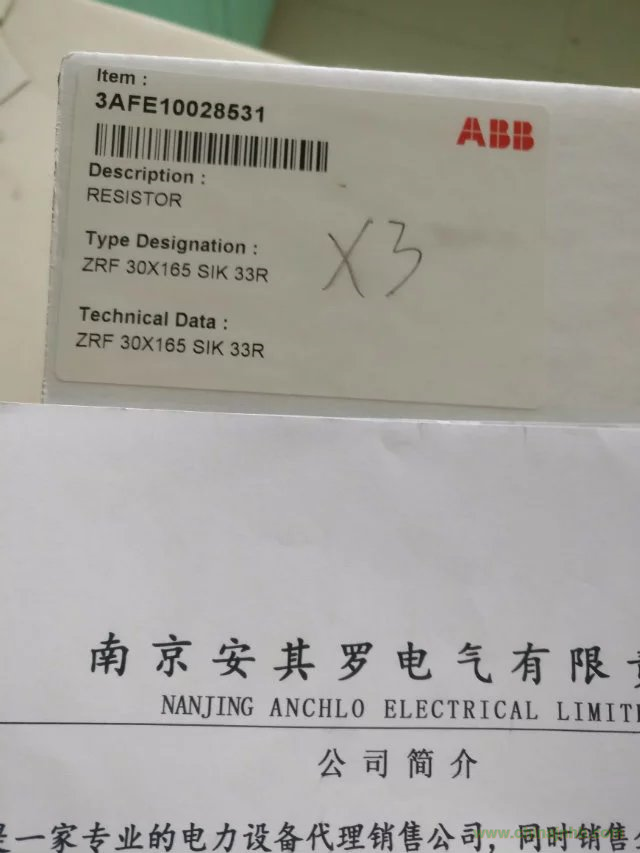 Item :
3AFE10028531
ABB
Description :
RESISTOR
Type Designation :
ZRF 30X165 SIK 33R
X3
Technical Data :
ZRF 30X165 SIK 33R
南京安其罗电气有限
NANJING ANCHLO ELECTRICAL LIMITE
公司简介
是一家专业的电力设备代理销售公司，同时销售